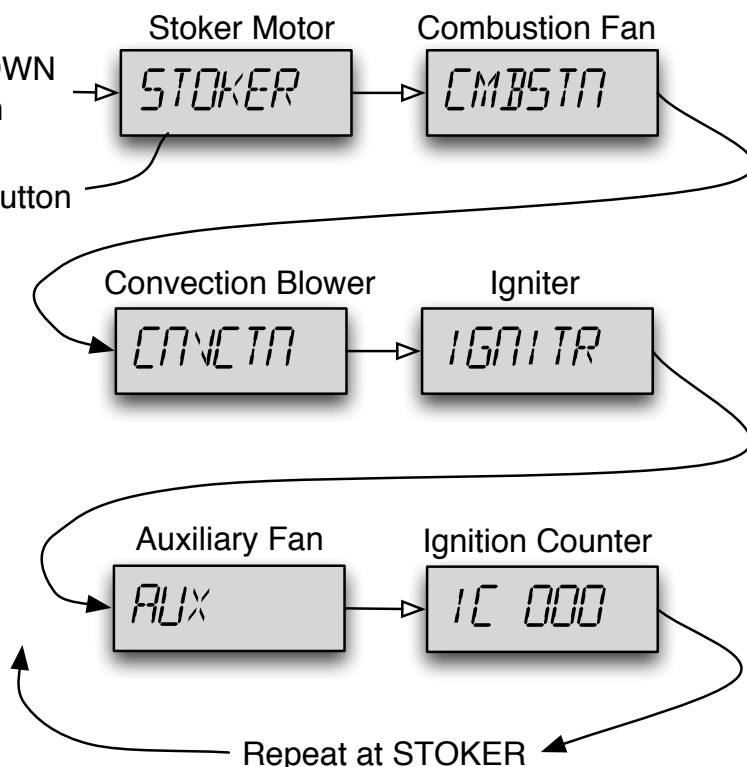 Stoker Motor Combustion Fan
STOKER CMBSTN
Convection Blower Igniter
CNVCTN IGNITR
Auxiliary Fan Ignition Counter
AUX IC 000
Repeat at STOKER